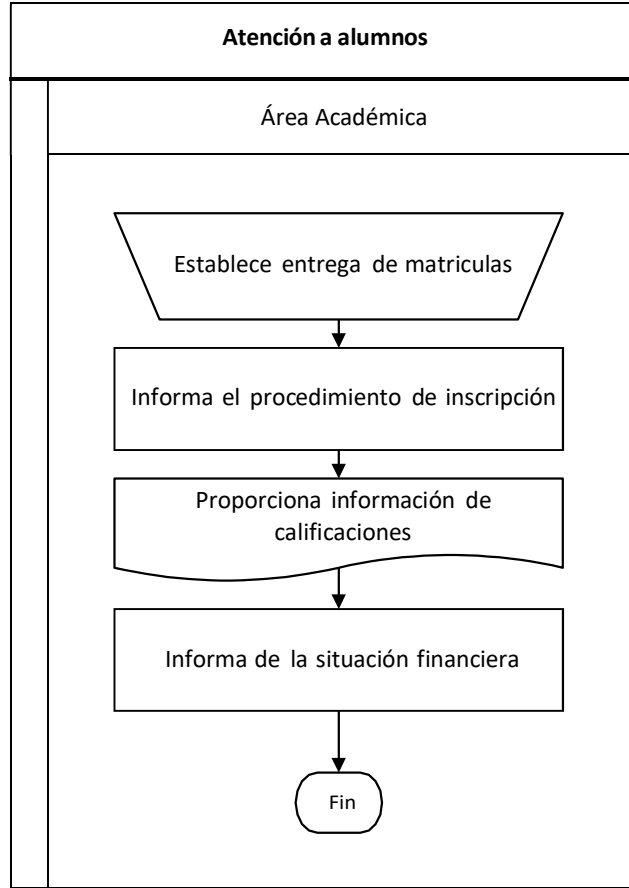 Atención a alumnos
Área Académica
Establece entrega de matriculas
Informa el procedimiento de inscripción
Proporciona información de
calificaciones
Informa de la situación financiera
Fin